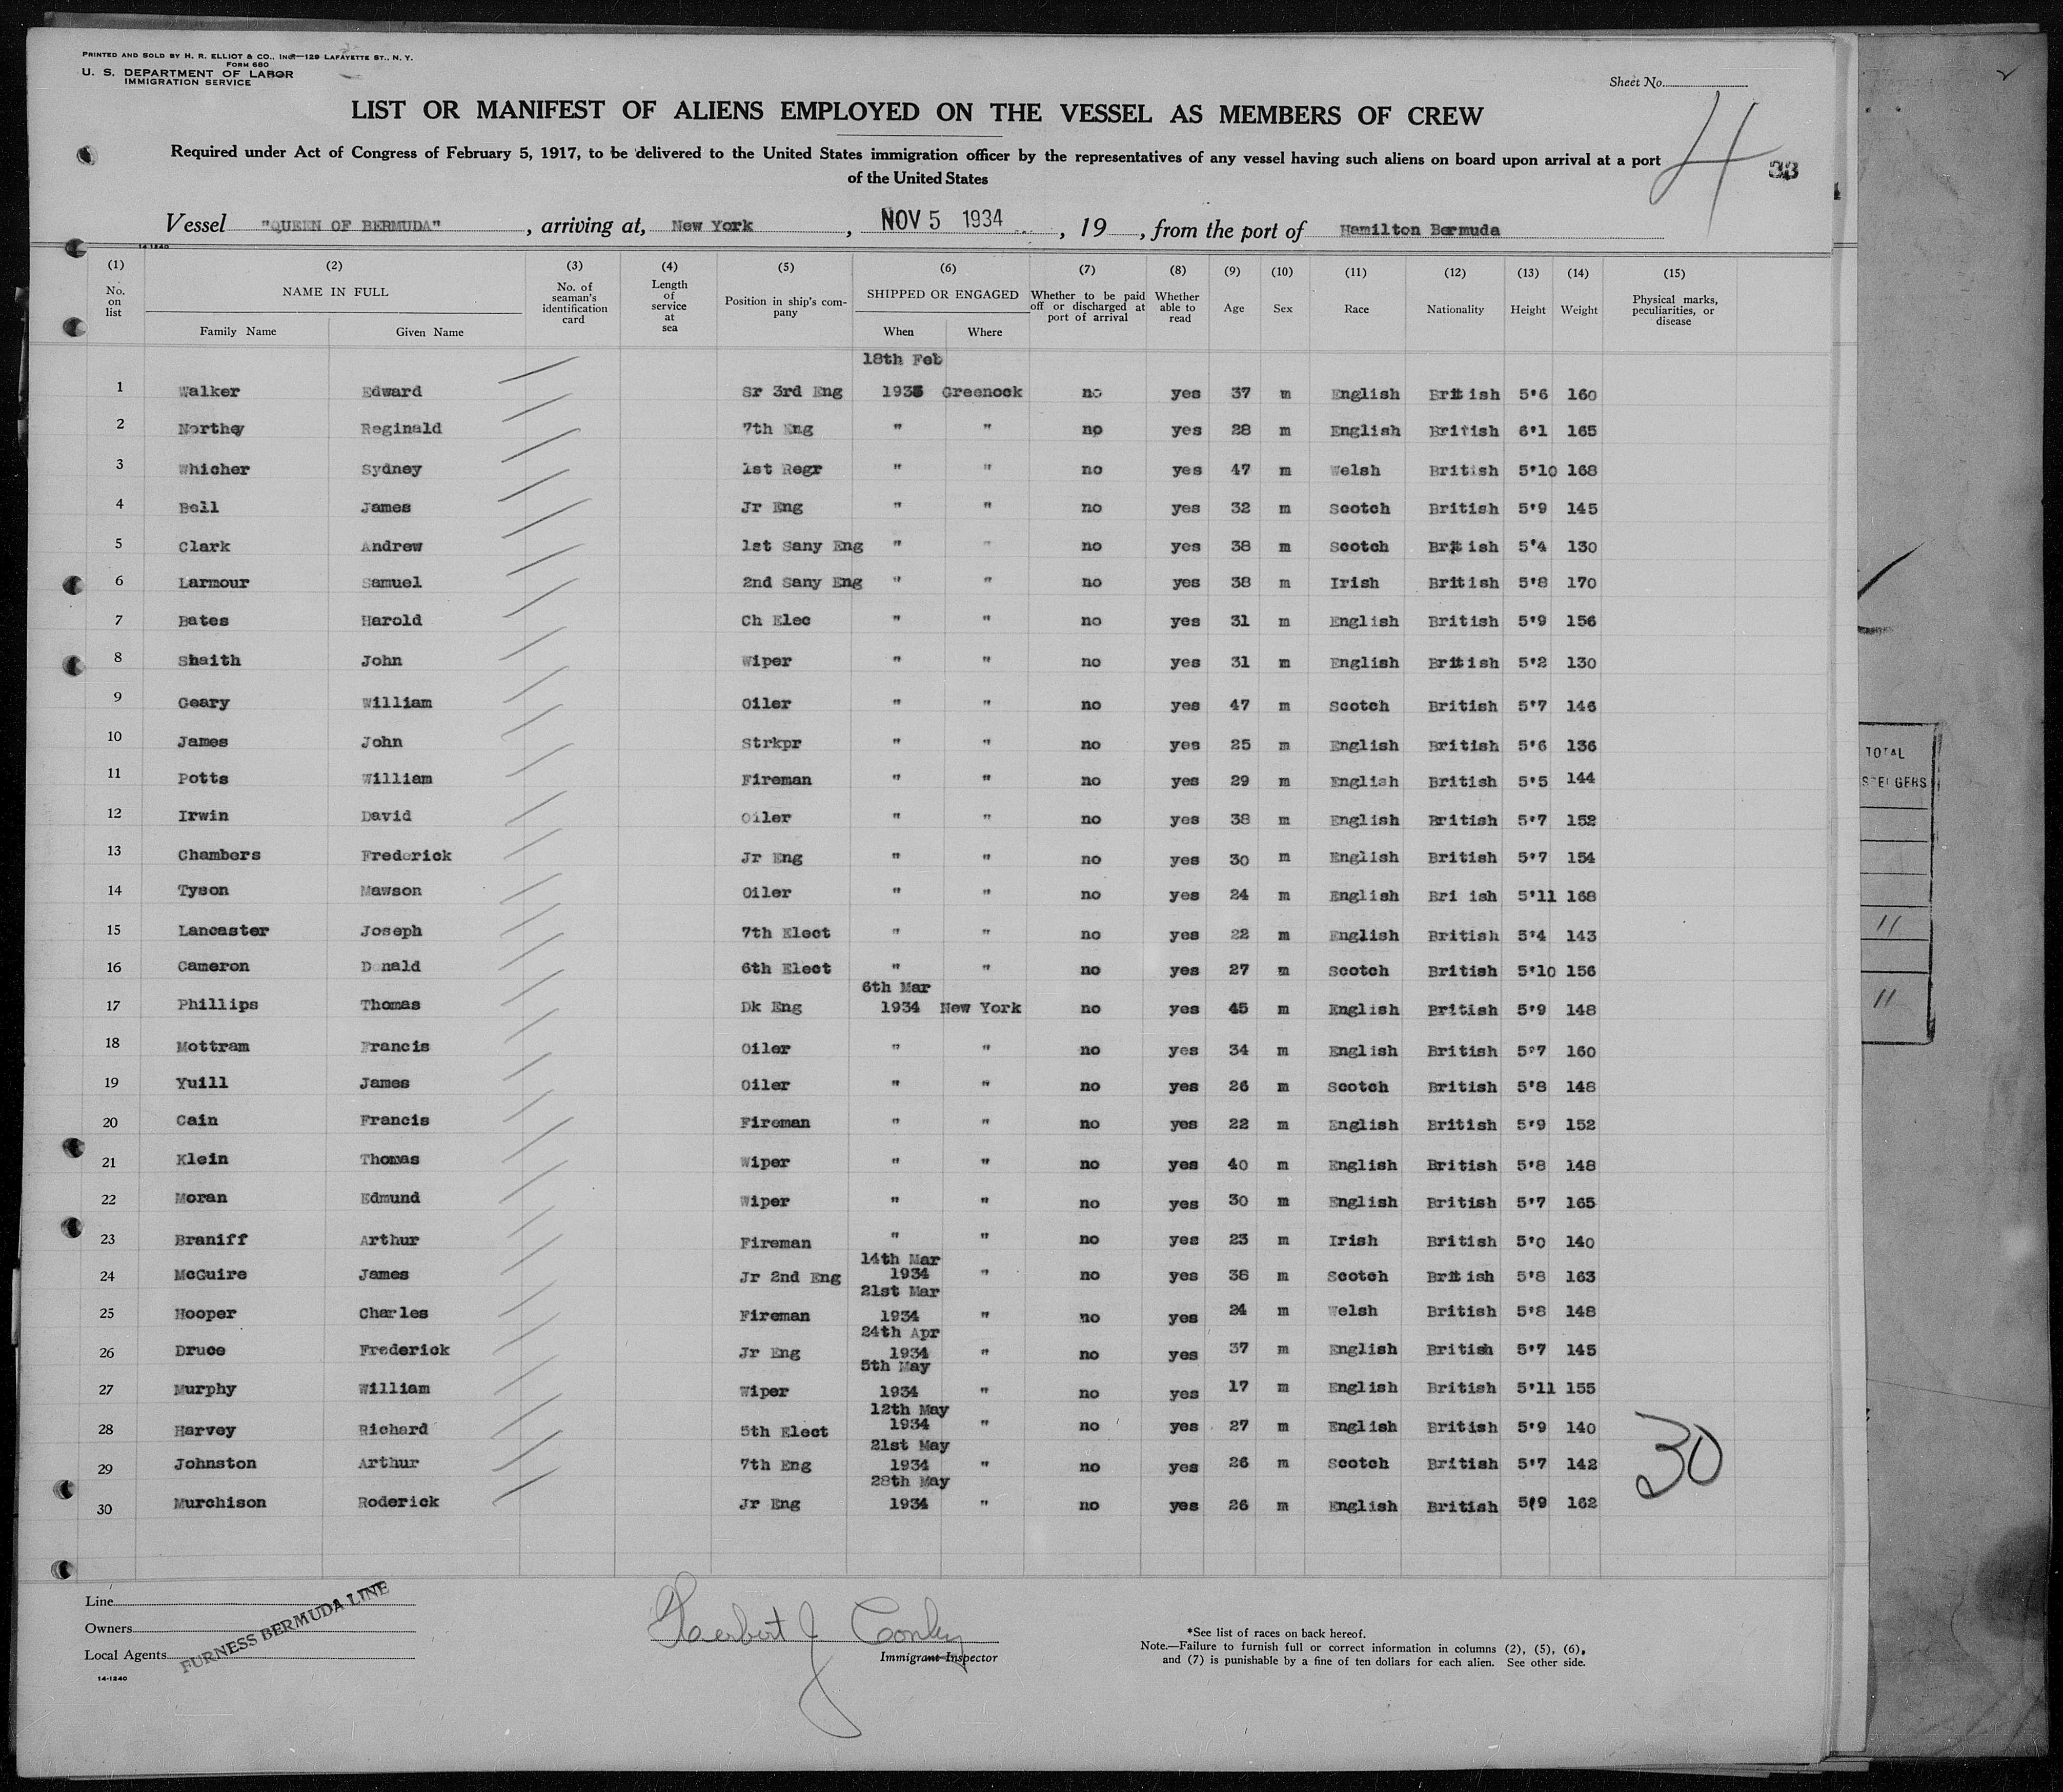 PRINTED AND SOLD BY H. R. ELLIOT & CO., INC.—129 LAFAYETTE ST., N. Y.
FORM 680
U. S. DEPARTMENT OF LABOR
IMMIGRATION SERVICE
Sheet No.
4
LIST OR MANIFEST OF ALIENS EMPLOYED ON THE VESSEL AS MEMBERS OF CREW
Required under Act of Congress of February 5, 1917, to be delivered to the United States immigration officer by the representatives of any vessel having such aliens on board upon arrival at a port
of the United States
33
Vessel "QUEEN OF BERMUDA", arriving at, New York, NOV 5 1934, 19, from the port of Hamilton Bermuda
14-1240
(1) (2) (3) (4) (5) (6) (7) (8) (9) (10) (11) (12) (13) (14) (15)
No. on list NAME IN FULL Family Name Given Name No. of seaman's identification card Length of service at sea Position in ship's company SHIPPED OR ENGAGED When Where Whether to be paid off or discharged at port of arrival Whether able to read Age Sex Race Nationality Height Weight Physical marks, peculiarities, or disease
18th Feb
1 Walker Edward Sr 3rd Eng 1933 Greenock no yes 37 m English British 5'6 160
2 Northey Reginald 7th Eng " " no yes 28 m English British 6'1 165
3 Whicher Sydney 1st Regr " " no yes 47 m Welsh British 5'10 168
4 Bell James Jr Eng " " no yes 32 m Scotch British 5'9 145
5 Clark Andrew 1st Sany Eng " " no yes 38 m Scotch British 5'4 130
6 Larmour Samuel 2nd Sany Eng " " no yes 38 m Irish British 5'8 170
7 Bates Harold Ch Elec " " no yes 31 m English British 5'9 156
8 Shaith John Wiper " " no yes 31 m English British 5'2 130
9 Geary William Oiler " " no yes 47 m Scotch British 5'7 146
10 James John Strkpr " " no yes 25 m English British 5'6 136
11 Potts William Fireman " " no yes 29 m English British 5'5 144
12 Irwin David Oiler " " no yes 38 m English British 5'7 152
13 Chambers Frederick Jr Eng " " no yes 30 m English British 5'7 154
14 Tyson Mawson Oiler " " no yes 24 m English Bri ish 5'11 168
15 Lancaster Joseph 7th Elect " " no yes 22 m English British 5'4 143
16 Cameron Donald 6th Elect " " no yes 27 m Scotch British 5'10 156
6th Mar
17 Phillips Thomas Dk Eng 1934 New York no yes 45 m English British 5'9 148
18 Mottram Francis Oiler " " no yes 34 m English British 5'7 160
19 Yuill James Oiler " " no yes 26 m Scotch British 5'8 148
20 Cain Francis Fireman " " no yes 22 m English British 5'9 152
21 Klein Thomas Wiper " " no yes 40 m English British 5'8 148
22 Moran Edmund Wiper " " no yes 30 m English British 5'7 165
23 Braniff Arthur Fireman " " no yes 23 m Irish British 5'0 140
14th Mar
24 McGuire James Jr 2nd Eng 1934 " no yes 38 m Scotch British 5'8 163
21st Mar
25 Hooper Charles Fireman 1934 " no yes 24 m Welsh British 5'8 148
24th Apr
26 Druce Frederick Jr Eng 1934 " no yes 37 m English British 5'7 145
5th May
27 Murphy William Wiper 1934 " no yes 17 m English British 5'11 155
12th May
28 Harvey Richard 5th Elect 1934 " no yes 27 m English British 5'9 140
21st May
29 Johnston Arthur 7th Eng 1934 " no yes 26 m Scotch British 5'7 142
28th May
30 Murchison Roderick Jr Eng 1934 " no yes 26 m English British 5'9 162
30
Line
Owners
Local Agents
FURNESS BERMUDA LINE
14-1240
Herbert J Conley
Immigrant Inspector
*See list of races on back hereof.
Note.—Failure to furnish full or correct information in columns (2), (5), (6),
and (7) is punishable by a fine of ten dollars for each alien. See other side.
TOTAL
11
11